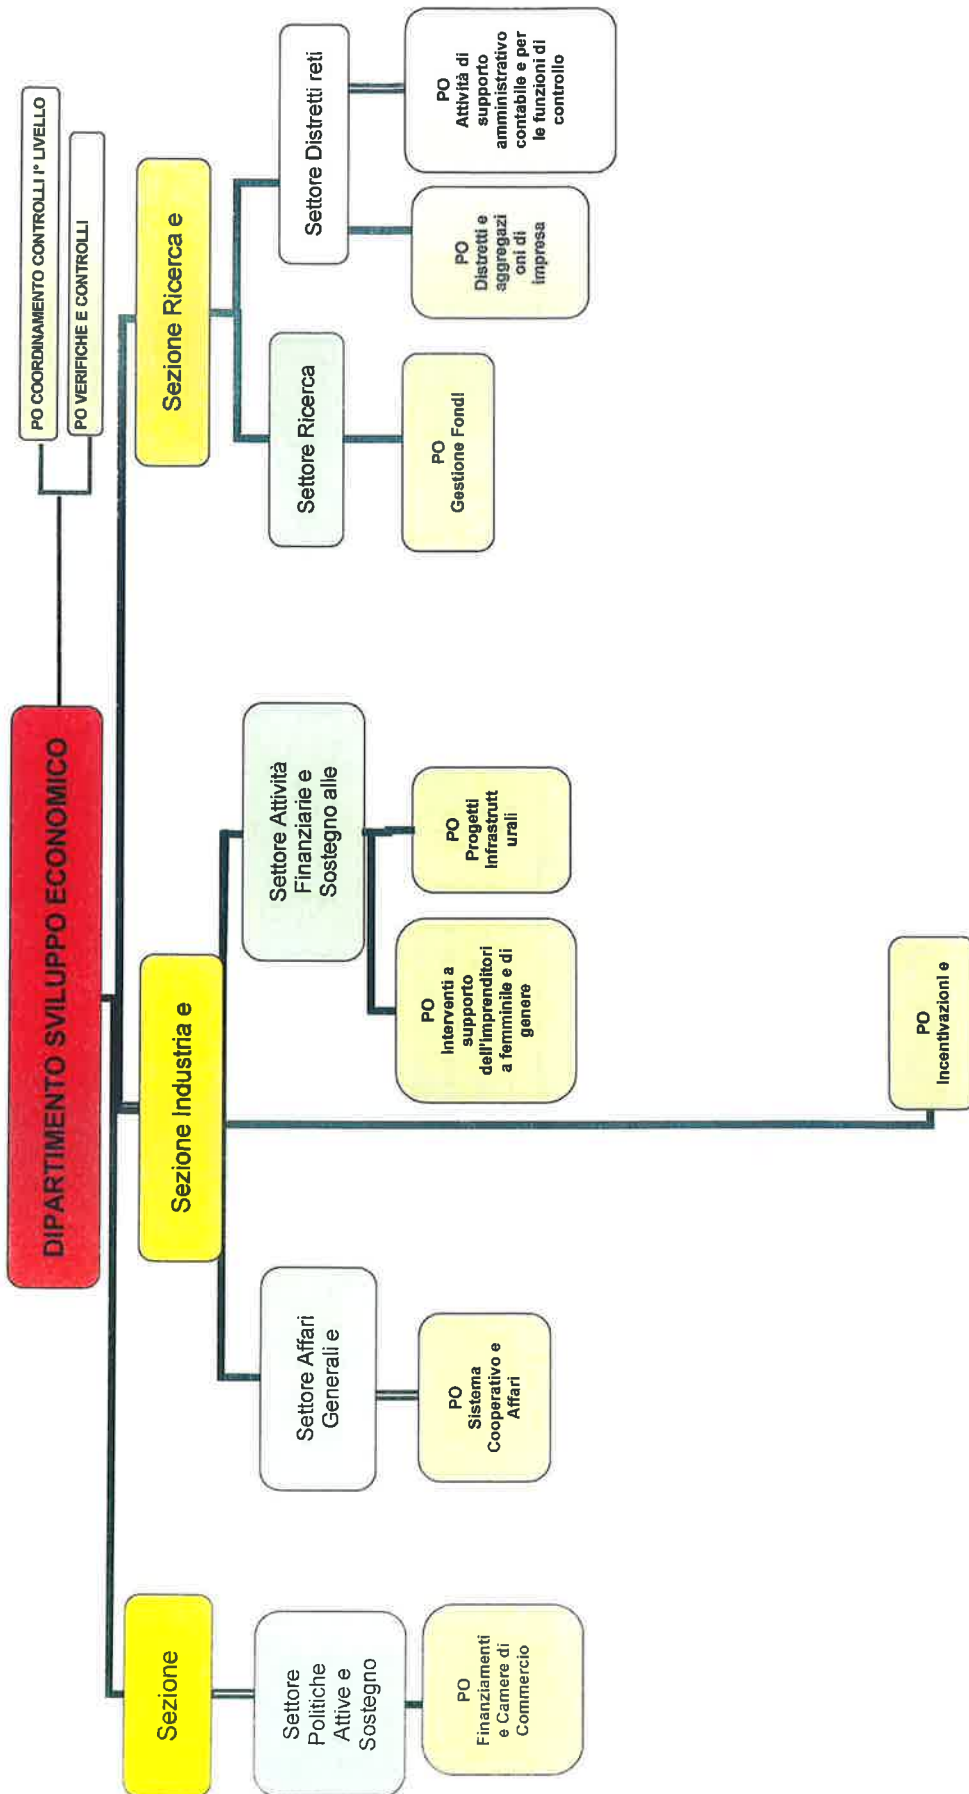 DIPARTIMENTO SVILUPPO ECONOMICO
PO COORDINAMENTO CONTROLLI I° LIVELLO
PO VERIFICHE E CONTROLLI
Sezione
Sezione Industria e
Sezione Ricerca e
Settore
Politiche
Attive e
Sostegno
Settore Affari
Generali e
Settore Attività
Finanziarie e
Sostegno alle
Settore Ricerca
Settore Distretti reti
PO
Finanziamenti
e Camere di
Commercio
PO
Sistema
Cooperativo e
Affari
PO
Interventi a
supporto
dell'imprenditori
a femminile e di
genere
PO
Progetti
Infrastrutt
urali
PO
Gestione Fondi
PO
Distretti e
aggregazi
oni di
impresa
PO
Attività di
supporto
amministrativo
contabile e per
le funzioni di
controllo
PO
Incentivazioni e